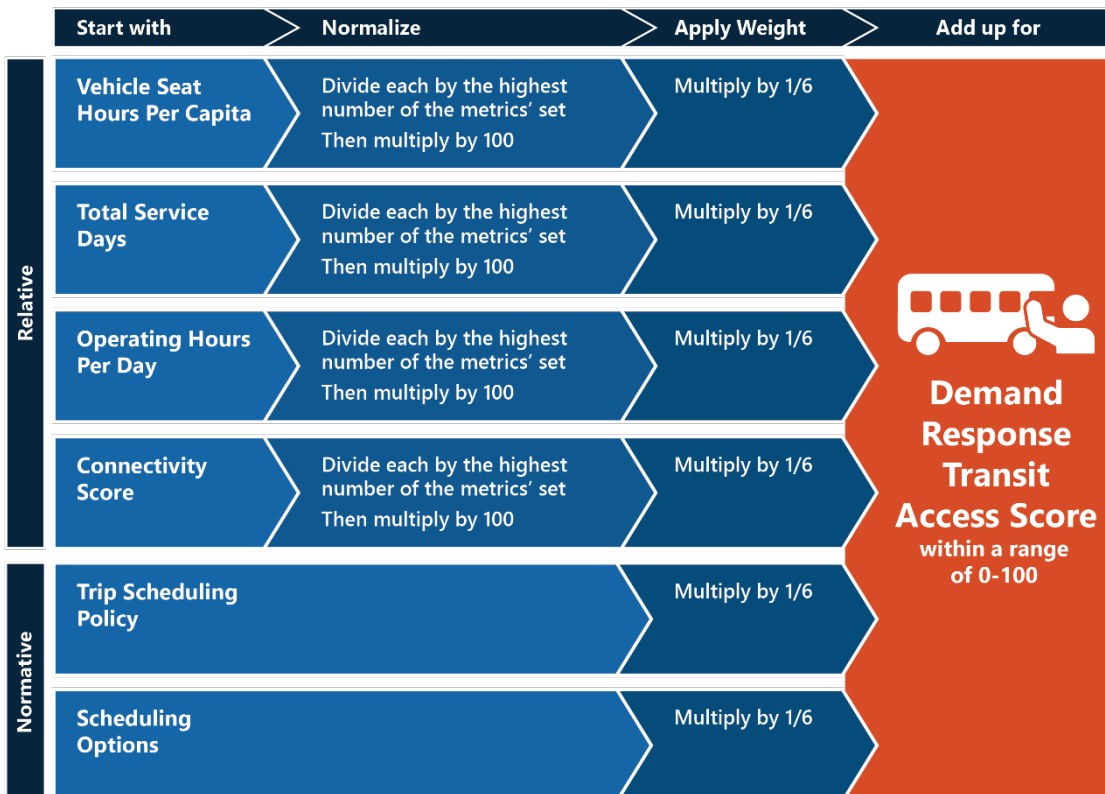 Start with
Normalize
Apply Weight
Add up for
Relative
Vehicle Seat
Hours Per Capita
Divide each by the highest
number of the metrics’ set
Then multiply by 100
Multiply by 1/6
Total Service
Days
Divide each by the highest
number of the metrics’ set
Then multiply by 100
Multiply by 1/6
Operating Hours
Per Day
Divide each by the highest
number of the metrics’ set
Then multiply by 100
Multiply by 1/6
Connectivity
Score
Divide each by the highest
number of the metrics’ set
Then multiply by 100
Multiply by 1/6
Normative
Trip Scheduling
Policy
Multiply by 1/6
Scheduling
Options
Multiply by 1/6
Demand
Response
Transit
Access Score
within a range
of 0-100